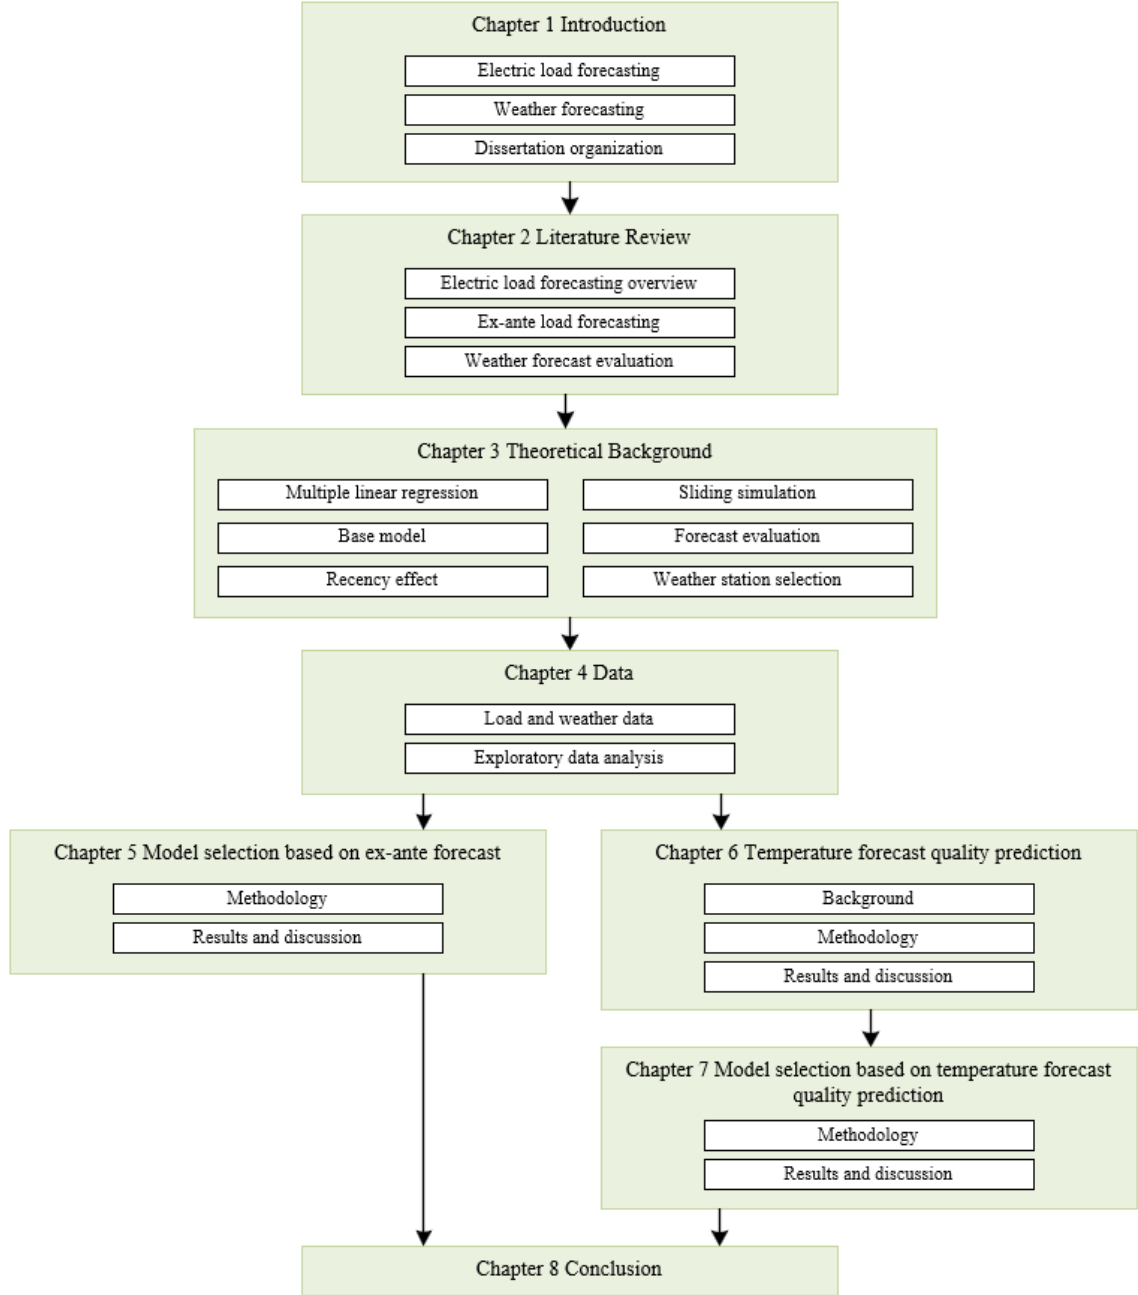 Chapter 1 Introduction
Electric load forecasting
Weather forecasting
Dissertation organization
Chapter 2 Literature Review
Electric load forecasting overview
Ex-ante load forecasting
Weather forecast evaluation
Chapter 3 Theoretical Background
Multiple linear regression
Base model
Recency effect
Sliding simulation
Forecast evaluation
Weather station selection
Chapter 4 Data
Load and weather data
Exploratory data analysis
Chapter 5 Model selection based on ex-ante forecast
Methodology
Results and discussion
Chapter 6 Temperature forecast quality prediction
Background
Methodology
Results and discussion
Chapter 7 Model selection based on temperature forecast
quality prediction
Methodology
Results and discussion
Chapter 8 Conclusion